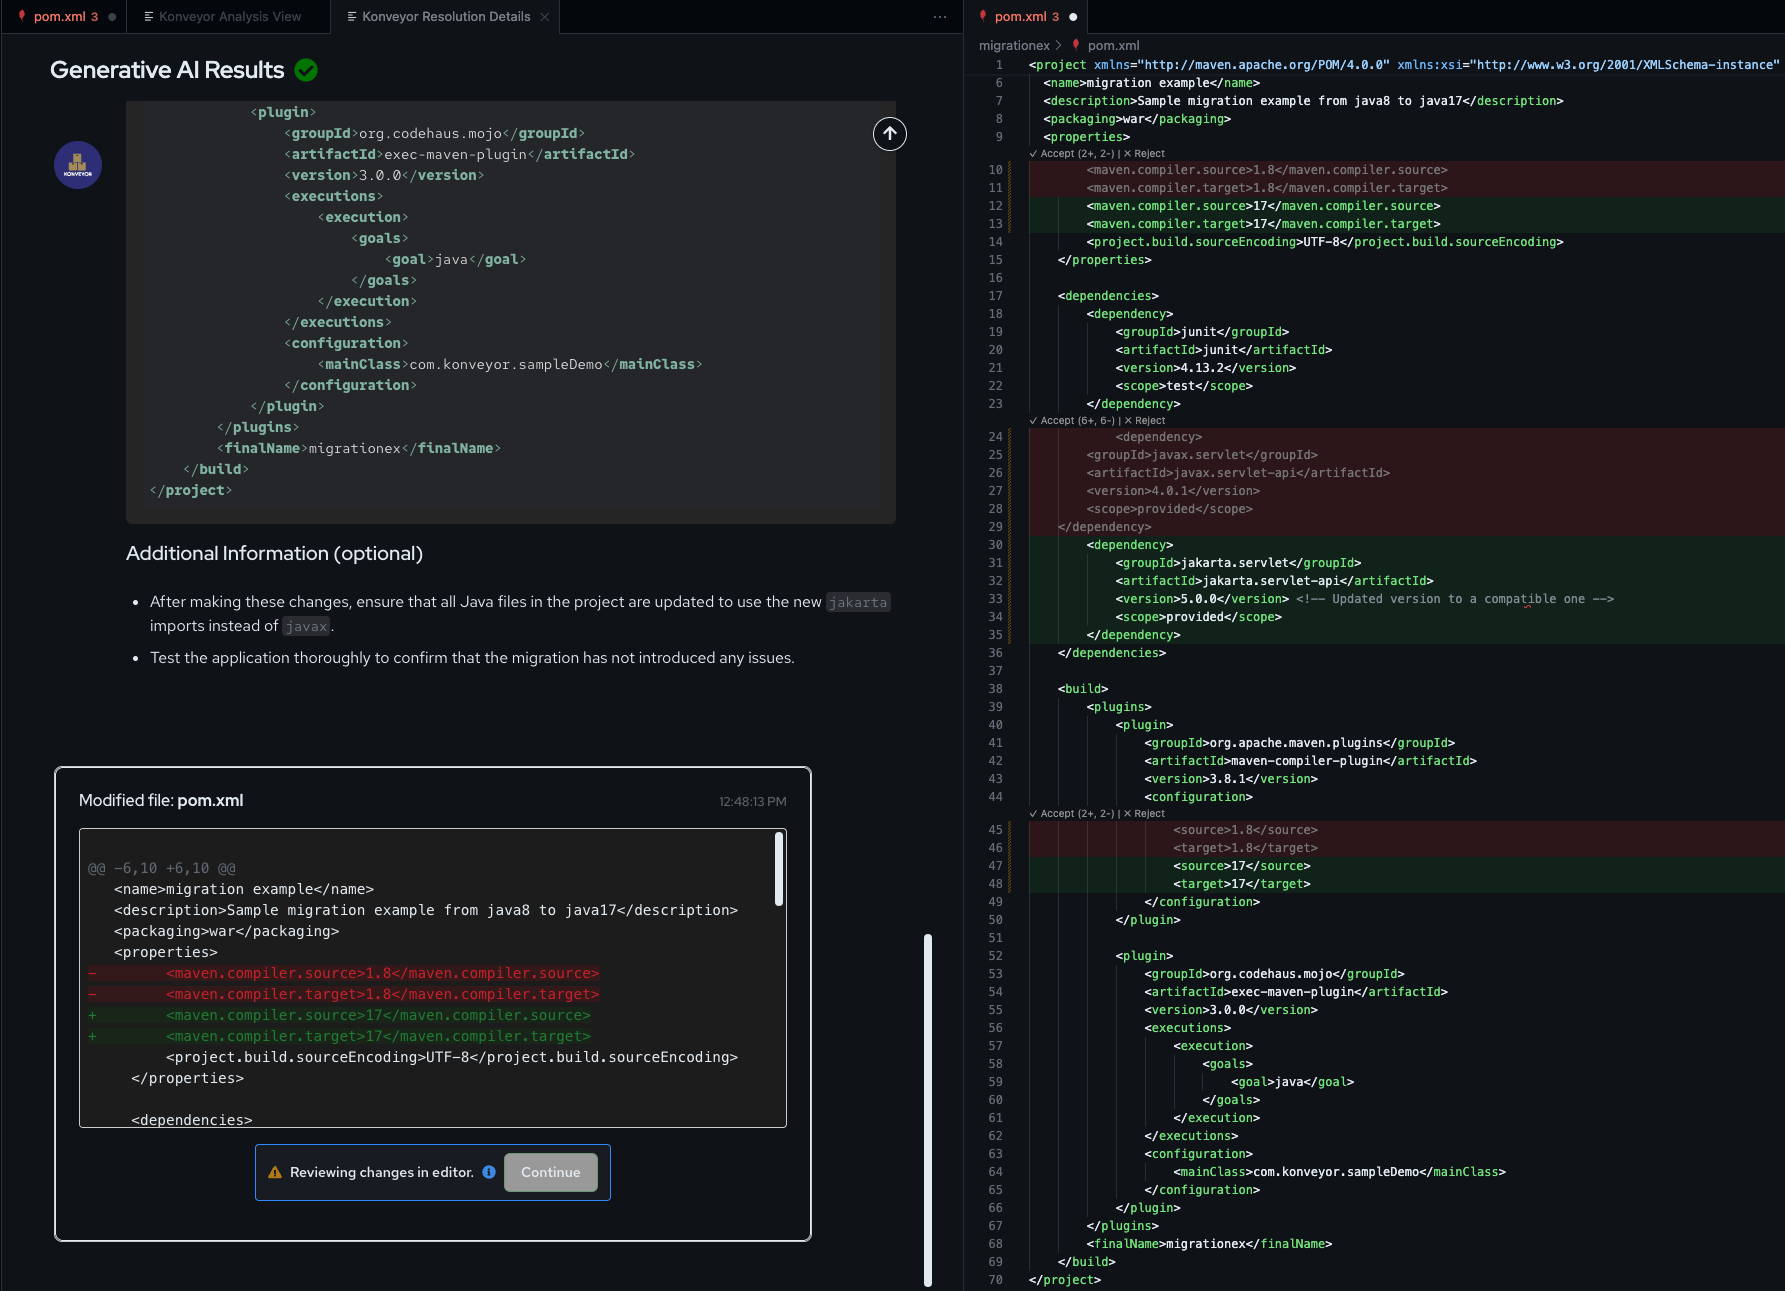 pom.xml 3
Konveyor Analysis View
Konveyor Resolution Details
Generative AI Results
KONVEYOR
<plugin>
<groupId>org.codehaus.mojo</groupId>
<artifactId>exec-maven-plugin</artifactId>
<version>3.0.0</version>
<executions>
<execution>
<goals>
<goal>java</goal>
</goals>
</execution>
</executions>
<configuration>
<mainClass>com.konveyor.sampleDemo</mainClass>
</configuration>
</plugin>
</plugins>
<finalName>migrationex</finalName>
</build>
</project>
Additional Information (optional)
• After making these changes, ensure that all Java files in the project are updated to use the new jakarta
imports instead of javax.
• Test the application thoroughly to confirm that the migration has not introduced any issues.
Modified file: pom.xml
12:48:13 PM
@@ -6,10 +6,10 @@
<name>migration example</name>
<description>Sample migration example from java8 to java17</description>
<packaging>war</packaging>
<properties>
- <maven.compiler.source>1.8</maven.compiler.source>
- <maven.compiler.target>1.8</maven.compiler.target>
+ <maven.compiler.source>17</maven.compiler.source>
+ <maven.compiler.target>17</maven.compiler.target>
<project.build.sourceEncoding>UTF-8</project.build.sourceEncoding>
</properties>
<dependencies>
Reviewing changes in editor.
Continue
pom.xml 3
migrationex > pom.xml
1 <project xmlns="http://maven.apache.org/POM/4.0.0" xmlns:xsi="http://www.w3.org/2001/XMLSchema-instance"
6 <name>migration example</name>
7 <description>Sample migration example from java8 to java17</description>
8 <packaging>war</packaging>
9 <properties>
✓ Accept (2+, 2-) | ✕ Reject
10 <maven.compiler.source>1.8</maven.compiler.source>
11 <maven.compiler.target>1.8</maven.compiler.target>
12 <maven.compiler.source>17</maven.compiler.source>
13 <maven.compiler.target>17</maven.compiler.target>
14 <project.build.sourceEncoding>UTF-8</project.build.sourceEncoding>
15 </properties>
16
17 <dependencies>
18 <dependency>
19 <groupId>junit</groupId>
20 <artifactId>junit</artifactId>
21 <version>4.13.2</version>
22 <scope>test</scope>
23 </dependency>
✓ Accept (6+, 6-) | ✕ Reject
24 <dependency>
25 <groupId>javax.servlet</groupId>
26 <artifactId>javax.servlet-api</artifactId>
27 <version>4.0.1</version>
28 <scope>provided</scope>
29 </dependency>
30 <dependency>
31 <groupId>jakarta.servlet</groupId>
32 <artifactId>jakarta.servlet-api</artifactId>
33 <version>5.0.0</version> <!-- Updated version to a compatible one -->
34 <scope>provided</scope>
35 </dependency>
36 </dependencies>
37
38 <build>
39 <plugins>
40 <plugin>
41 <groupId>org.apache.maven.plugins</groupId>
42 <artifactId>maven-compiler-plugin</artifactId>
43 <version>3.8.1</version>
44 <configuration>
✓ Accept (2+, 2-) | ✕ Reject
45 <source>1.8</source>
46 <target>1.8</target>
47 <source>17</source>
48 <target>17</target>
49 </configuration>
50 </plugin>
51
52 <plugin>
53 <groupId>org.codehaus.mojo</groupId>
54 <artifactId>exec-maven-plugin</artifactId>
55 <version>3.0.0</version>
56 <executions>
57 <execution>
58 <goals>
59 <goal>java</goal>
60 </goals>
61 </execution>
62 </executions>
63 <configuration>
64 <mainClass>com.konveyor.sampleDemo</mainClass>
65 </configuration>
66 </plugin>
67 </plugins>
68 <finalName>migrationex</finalName>
69 </build>
70 </project>